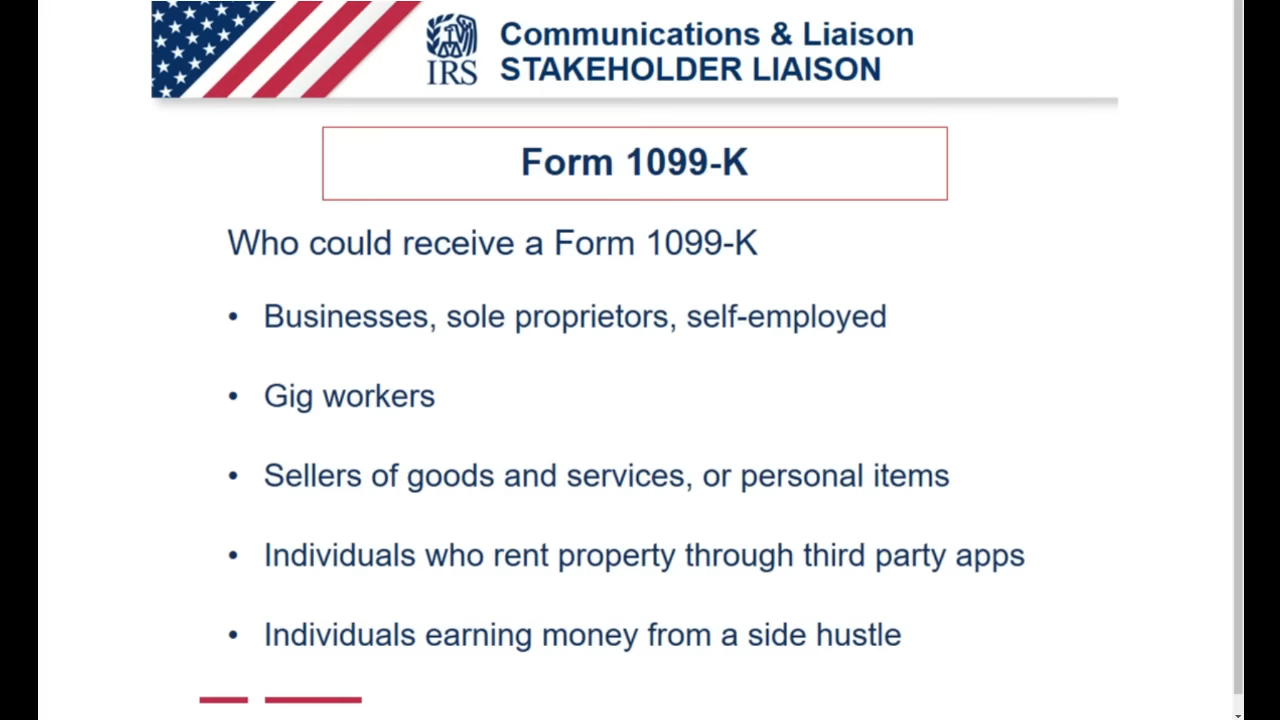 Communications & Liaison
IRS STAKEHOLDER LIAISON
Form 1099-K
Who could receive a Form 1099-K
• Businesses, sole proprietors, self-employed
• Gig workers
• Sellers of goods and services, or personal items
• Individuals who rent property through third party apps
• Individuals earning money from a side hustle